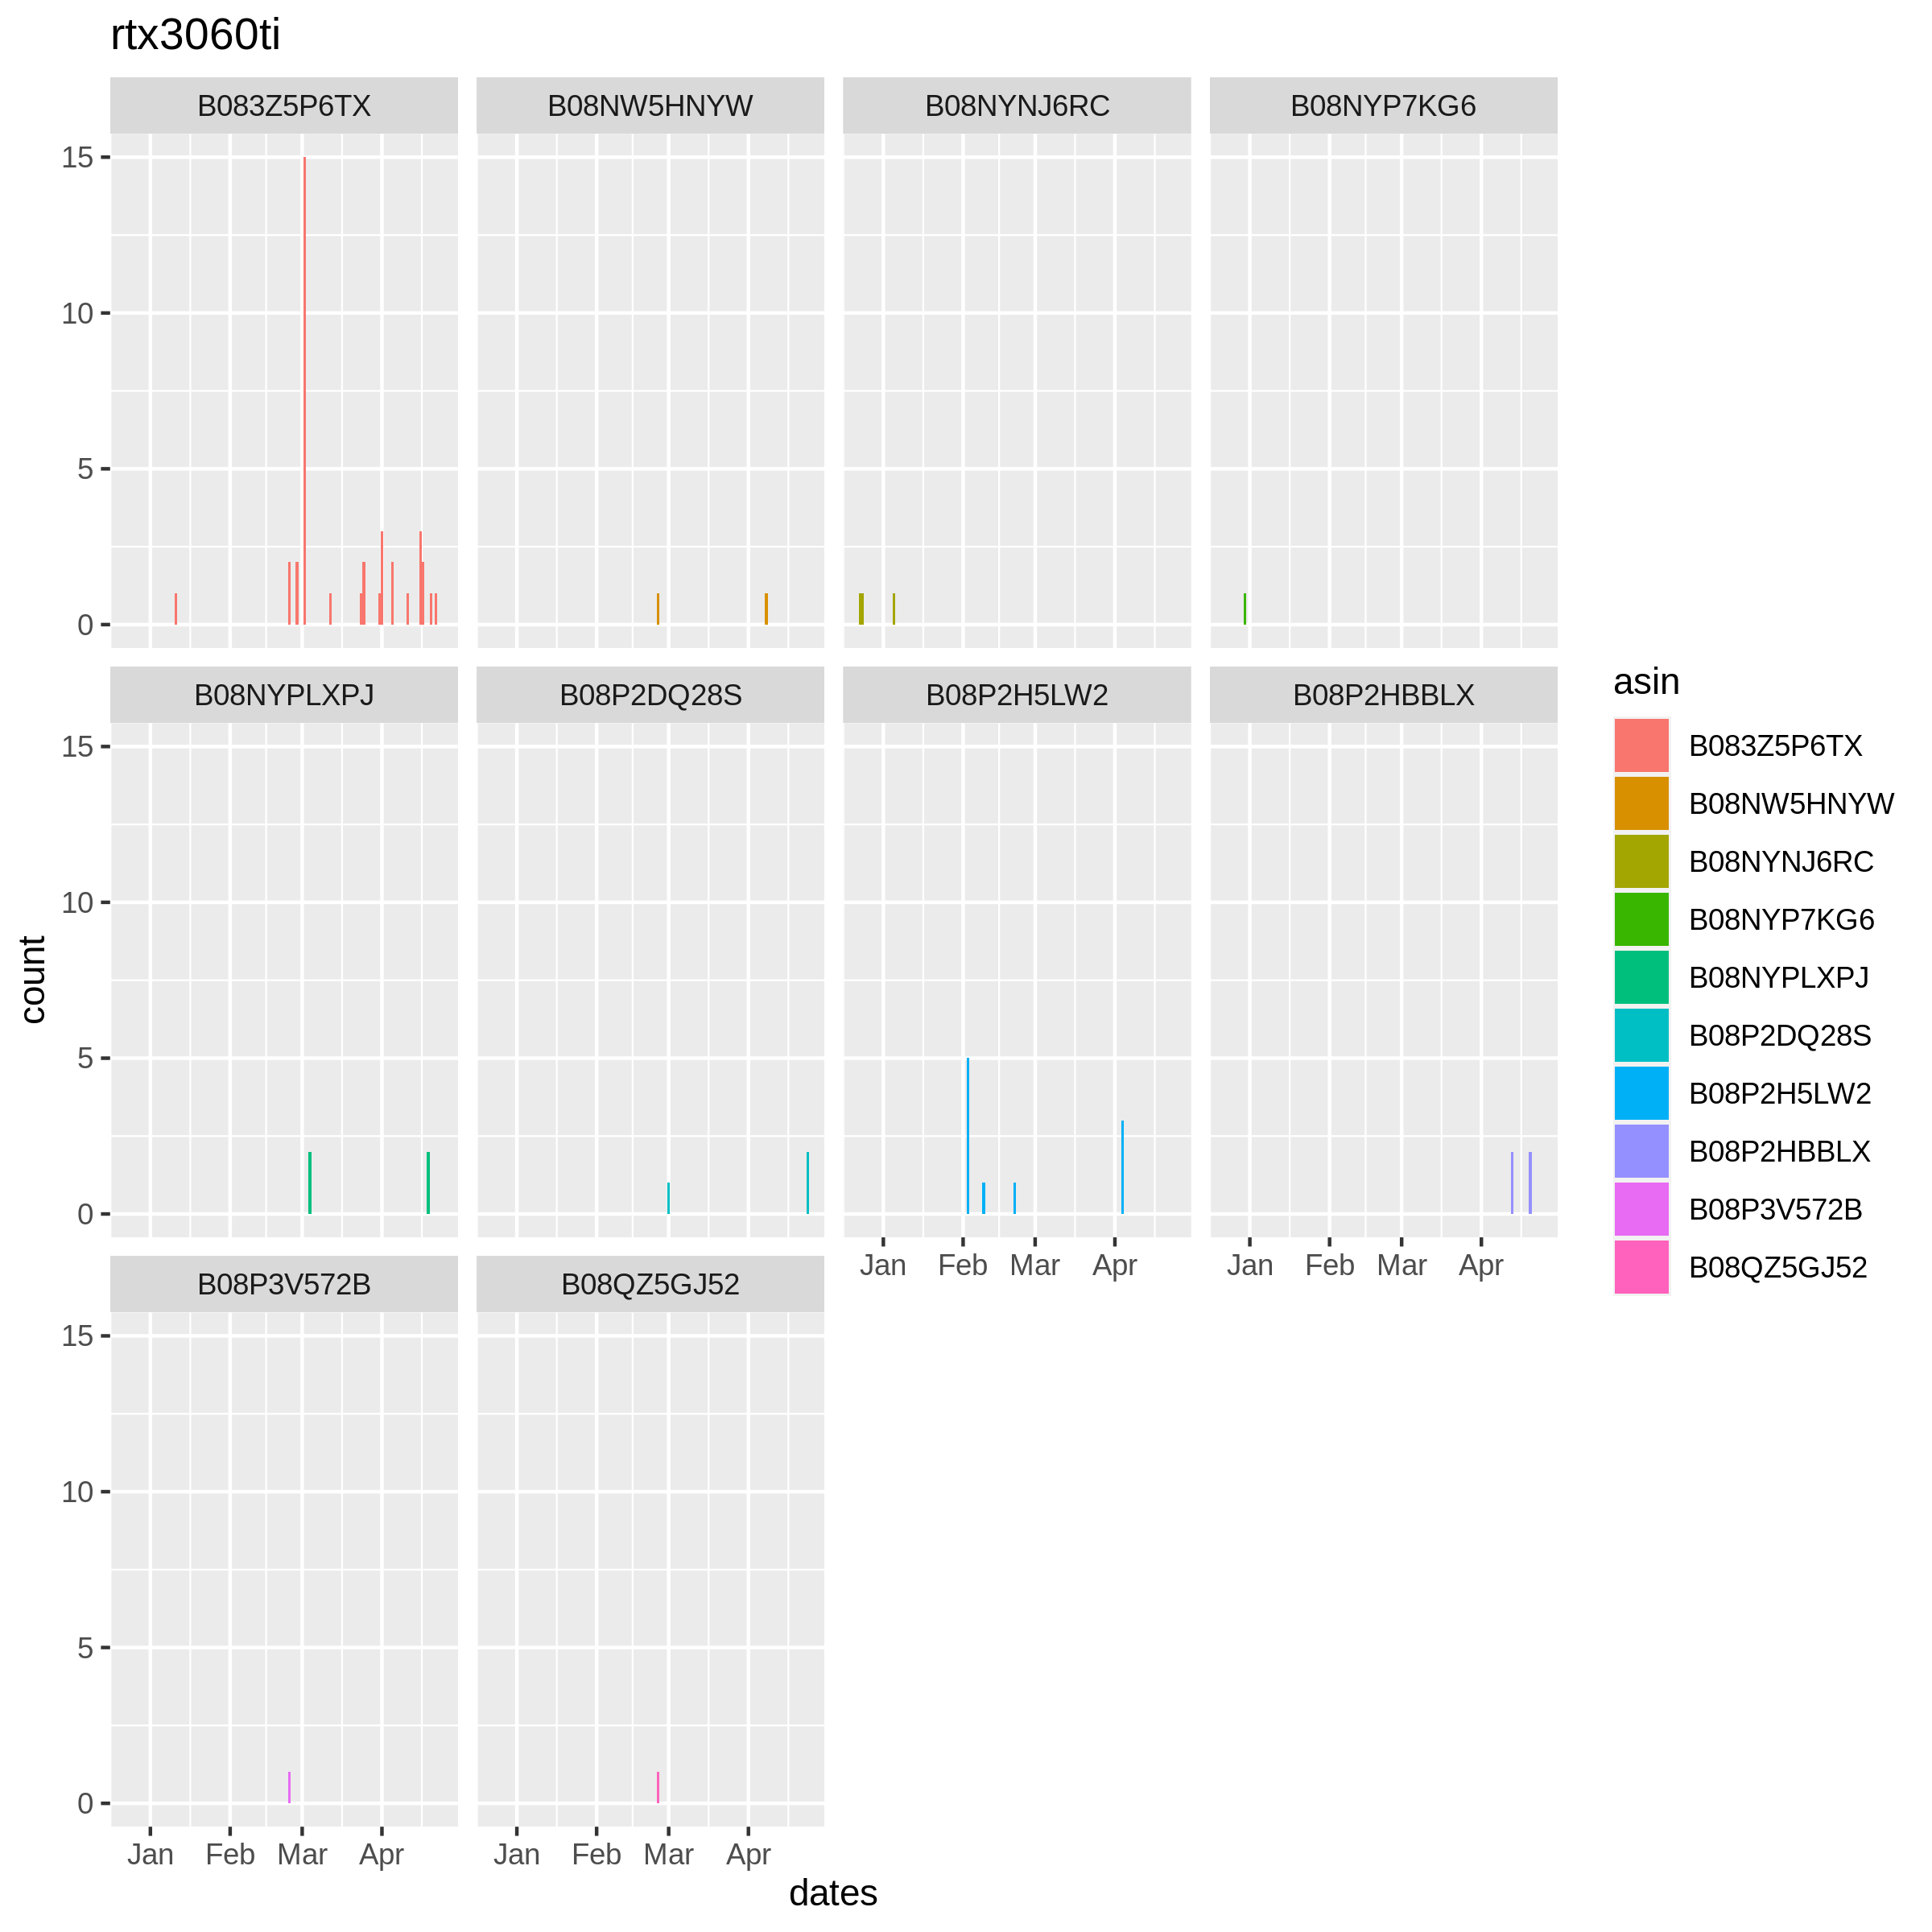 rtx3060ti
B083Z5P6TX B08NW5HNYW B08NYNJ6RC B08NYP7KG6
15
10
5
0
B08NYPLXPJ B08P2DQ28S B08P2H5LW2 B08P2HBBLX
15
10
5
0
Jan Feb Mar Apr Jan Feb Mar Apr
B08P3V572B B08QZ5GJ52
15
10
5
0
Jan Feb Mar Apr Jan Feb Mar Apr
dates
count
asin
B083Z5P6TX
B08NW5HNYW
B08NYNJ6RC
B08NYP7KG6
B08NYPLXPJ
B08P2DQ28S
B08P2H5LW2
B08P2HBBLX
B08P3V572B
B08QZ5GJ52